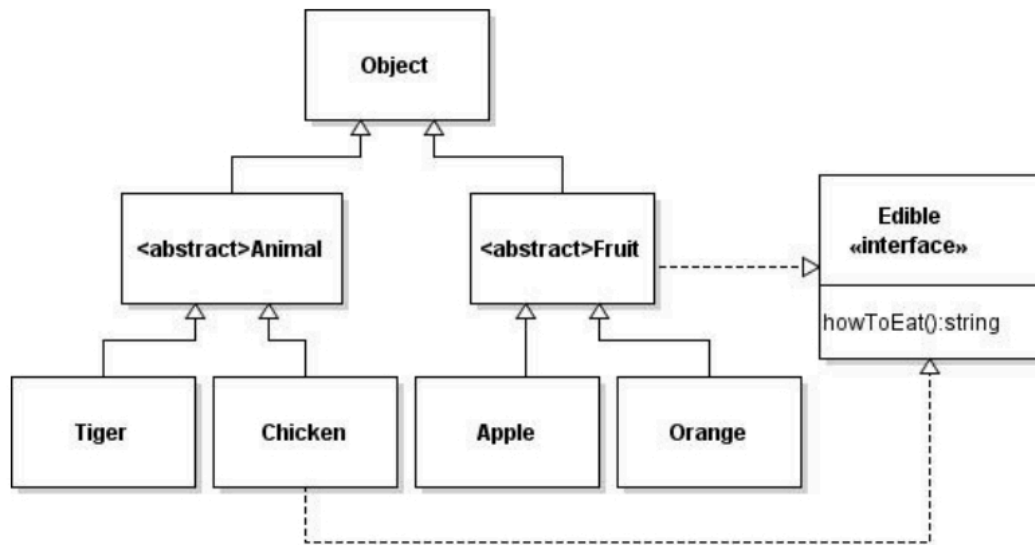 Object
<abstract>Animal
<abstract>Fruit
Edible
«interface»
howToEat():string
Tiger
Chicken
Apple
Orange